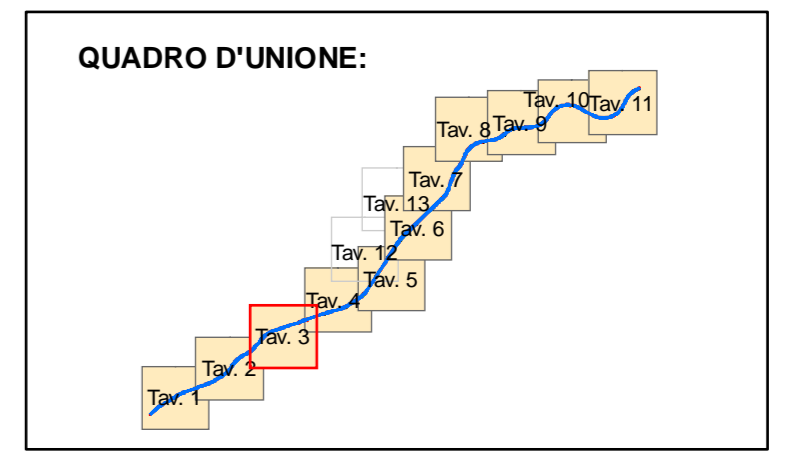 QUADRO D'UNIONE:
Tav. 10
Tav. 11
Tav. 8
Tav. 9
Tav. 7
Tav. 13
Tav. 6
Tav. 12
Tav. 5
Tav. 4
Tav. 3
Tav. 2
Tav. 1